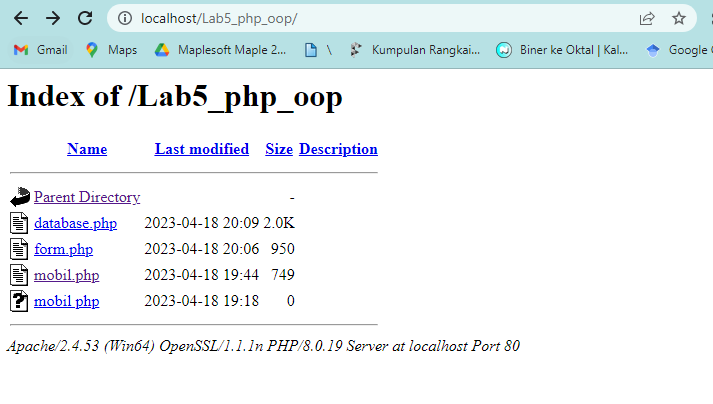 localhost/Lab5_php_oop/
Gmail Maps Maplesoft Maple 2... \ Kumpulan Rangkai... Biner ke Oktal | Kal... Google
Index of /Lab5_php_oop
Name Last modified Size Description
Parent Directory -
database.php 2023-04-18 20:09 2.0K
form.php 2023-04-18 20:06 950
mobil.php 2023-04-18 19:44 749
mobil php 2023-04-18 19:18 0
Apache/2.4.53 (Win64) OpenSSL/1.1.1n PHP/8.0.19 Server at localhost Port 80